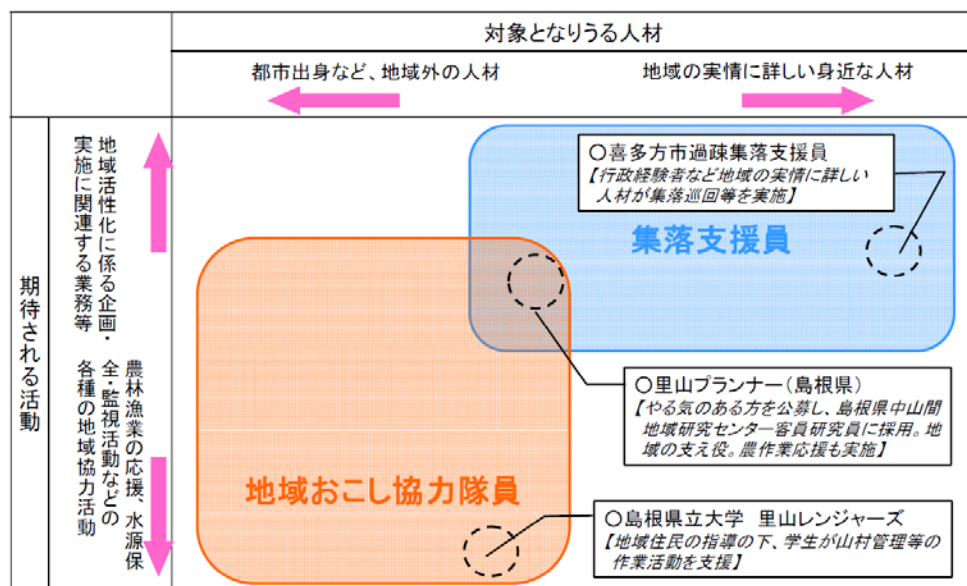 対象となりうる人材
都市出身など、地域外の人材
地域の実情に詳しい身近な人材
期待される活動
地域活性化に係る企画・
実施に関連する業務等
農林漁業の応援、水源保
全・監視活動などの
各種の地域協力活動
○喜多方市過疎集落支援員
【行政経験者など地域の実情に詳しい
人材が集落巡回等を実施】
集落支援員
○里山プランナー(島根県)
【やる気のある方を公募し、島根県中山間
地域研究センター客員研究員に採用。地
域の支え役。農作業応援も実施】
地域おこし協力隊員
○島根県立大学 里山レンジャーズ
【地域住民の指導の下、学生が山村管理等の
作業活動を支援】